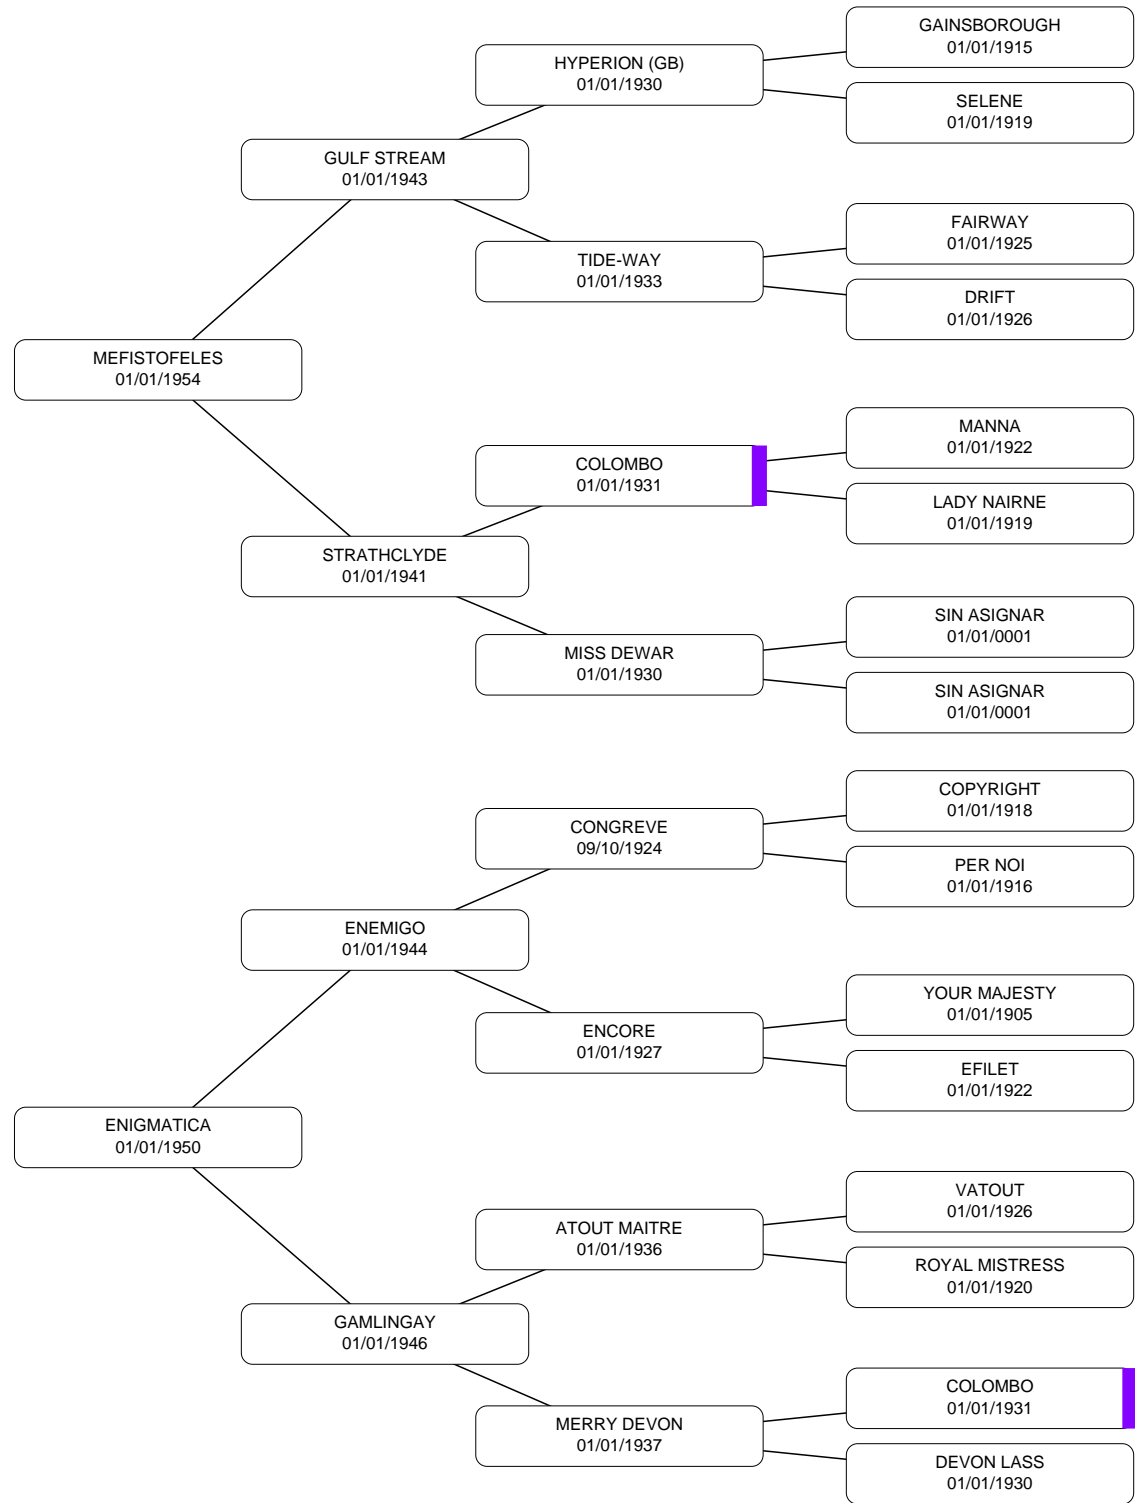 GAINSBOROUGH
01/01/1915
HYPERION (GB)
01/01/1930
SELENE
01/01/1919
GULF STREAM
01/01/1943
FAIRWAY
01/01/1925
TIDE-WAY
01/01/1933
DRIFT
01/01/1926
MEFISTOFELES
01/01/1954
MANNA
01/01/1922
COLOMBO
01/01/1931
LADY NAIRNE
01/01/1919
STRATHCLYDE
01/01/1941
SIN ASIGNAR
01/01/0001
MISS DEWAR
01/01/1930
SIN ASIGNAR
01/01/0001
COPYRIGHT
01/01/1918
CONGREVE
09/10/1924
PER NOI
01/01/1916
ENEMIGO
01/01/1944
YOUR MAJESTY
01/01/1905
ENCORE
01/01/1927
EFILET
01/01/1922
ENIGMATICA
01/01/1950
VATOUT
01/01/1926
ATOUT MAITRE
01/01/1936
ROYAL MISTRESS
01/01/1920
GAMLINGAY
01/01/1946
COLOMBO
01/01/1931
MERRY DEVON
01/01/1937
DEVON LASS
01/01/1930